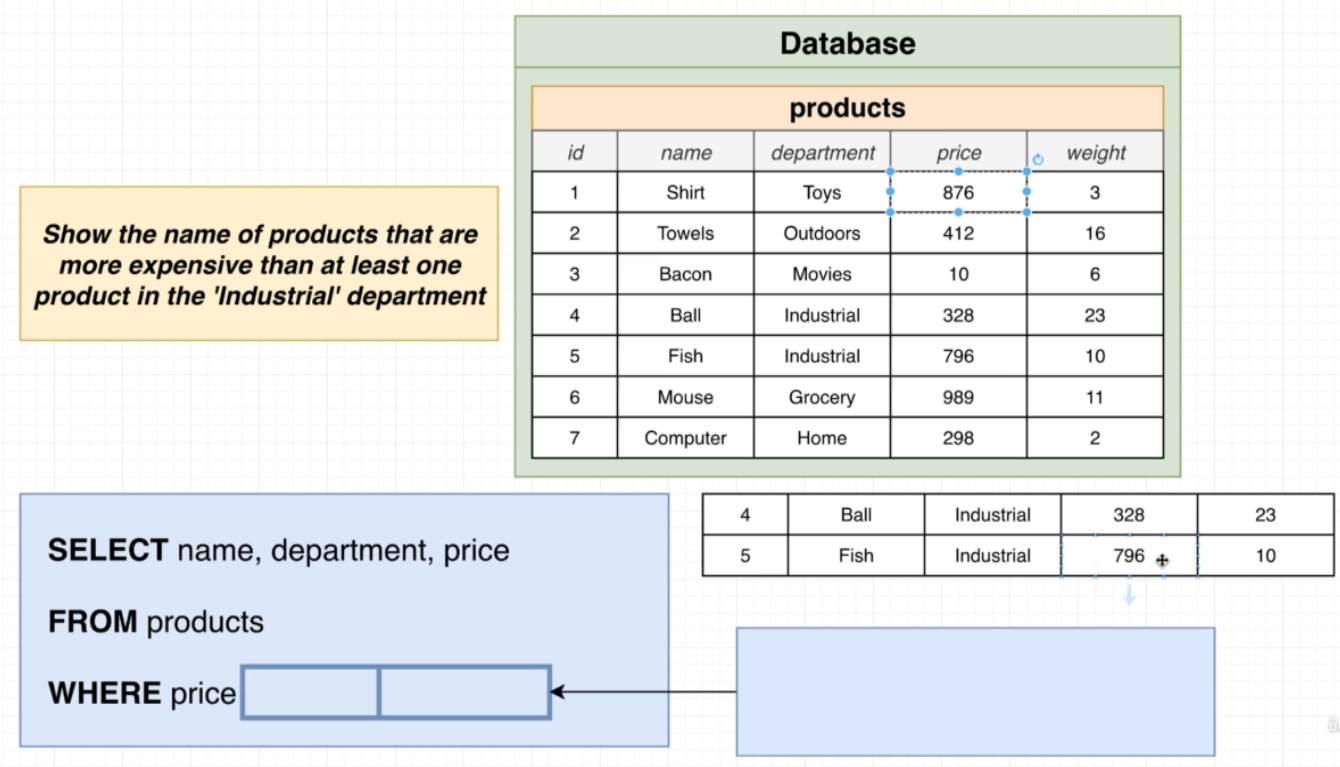 Database
products
id name department price weight
1 Shirt Toys 876 3
2 Towels Outdoors 412 16
3 Bacon Movies 10 6
4 Ball Industrial 328 23
5 Fish Industrial 796 10
6 Mouse Grocery 989 11
7 Computer Home 298 2
Show the name of products that are
more expensive than at least one
product in the 'Industrial' department
SELECT name, department, price
FROM products
WHERE price
4 Ball Industrial 328 23
5 Fish Industrial 796 10